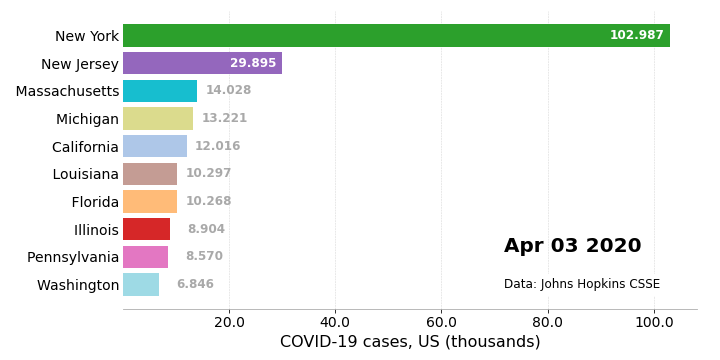 New York 102.987
New Jersey 29.895
Massachusetts 14.028
Michigan 13.221
California 12.016
Louisiana 10.297
Florida 10.268
Illinois 8.904
Pennsylvania 8.570
Washington 6.846
Apr 03 2020
Data: Johns Hopkins CSSE
20.0 40.0 60.0 80.0 100.0
COVID-19 cases, US (thousands)